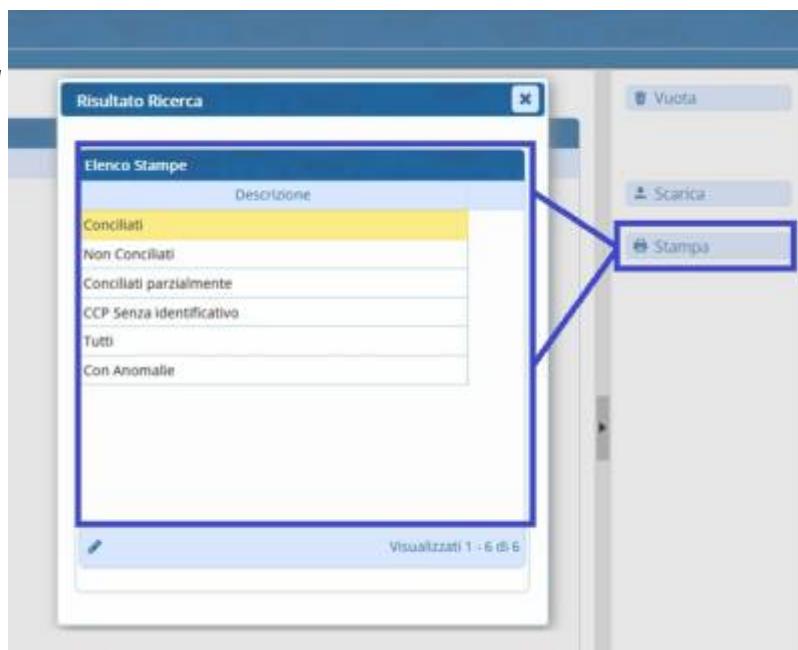 Risultato Ricerca
Vuota
Elenco Stampe
Descrizione
Scarica
Conciliati
Stampa
Non Conciliati
Conciliati parzialmente
CCP Senza identificativo
Tutti
Con Anomalie
Visualizzati 1 - 6 di 6